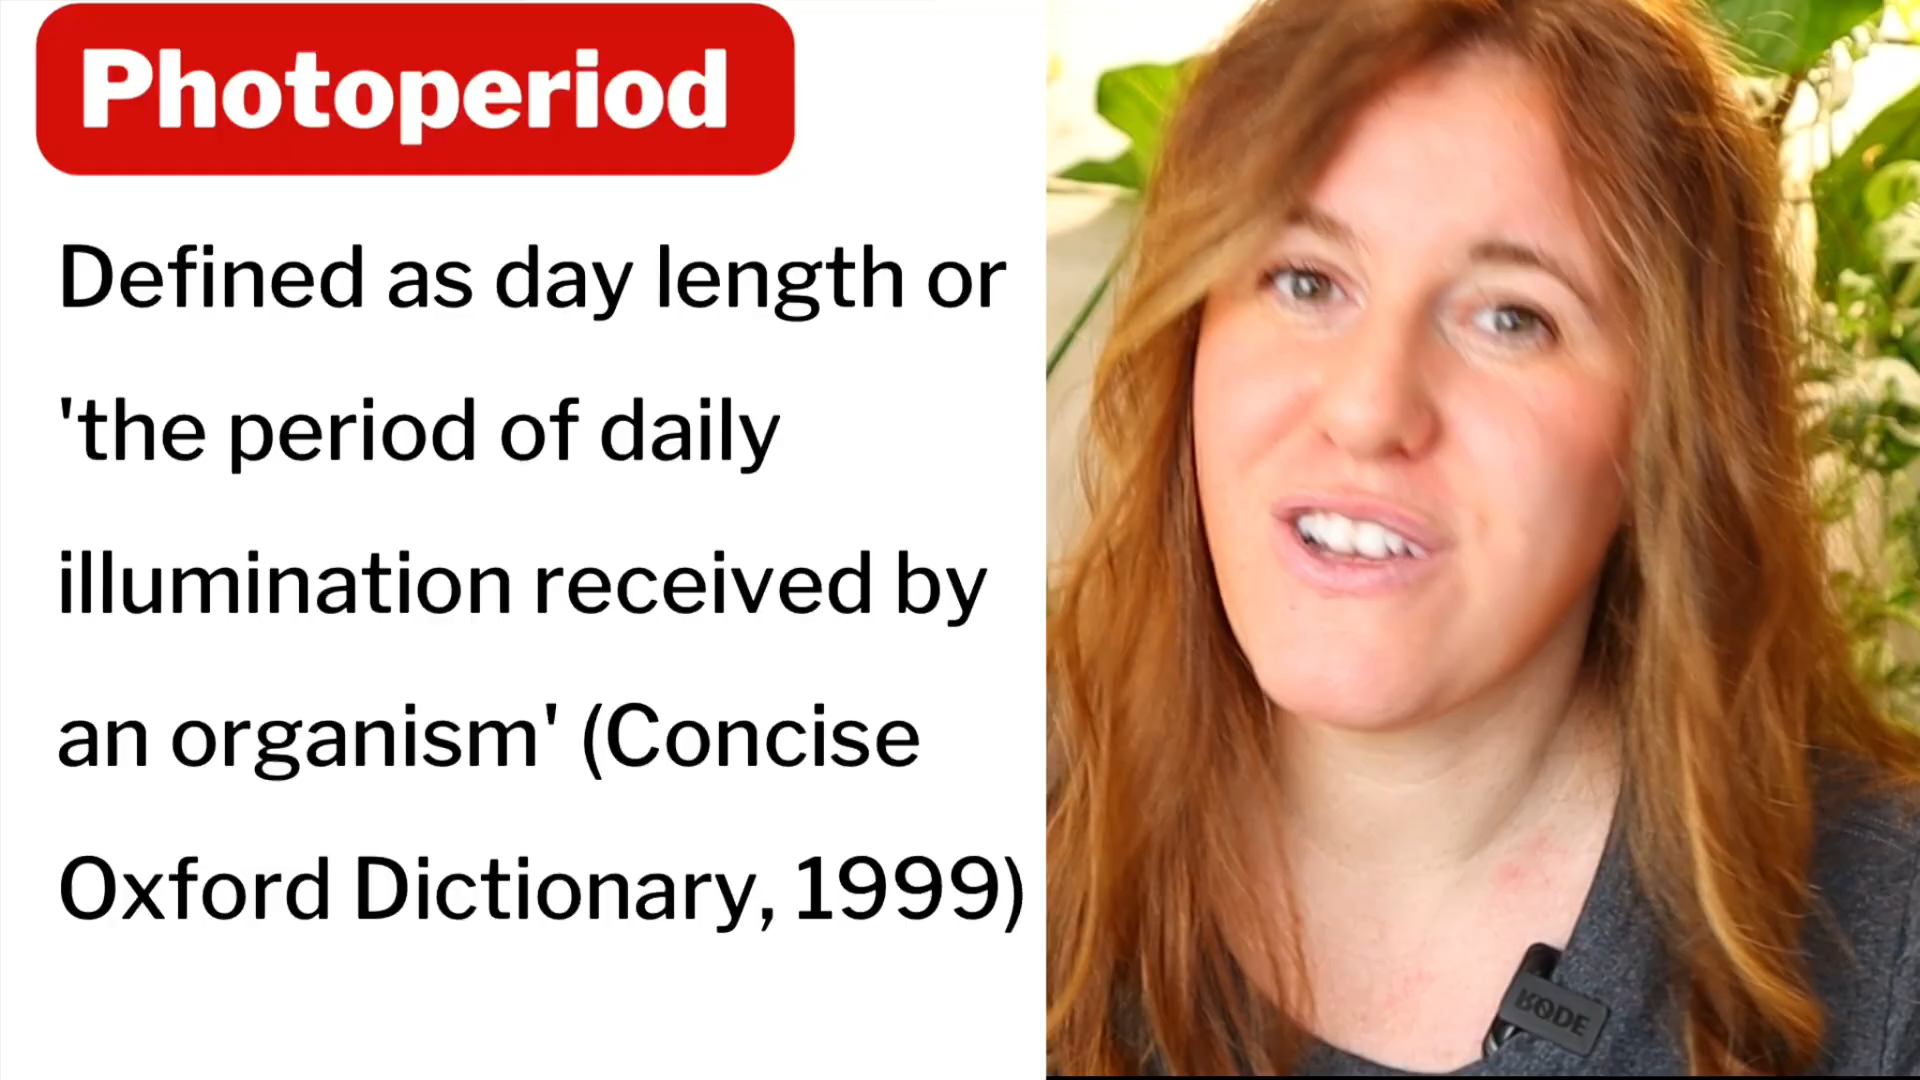 Photoperiod
Defined as day length or
'the period of daily
illumination received by
an organism' (Concise
Oxford Dictionary, 1999)
RØDE